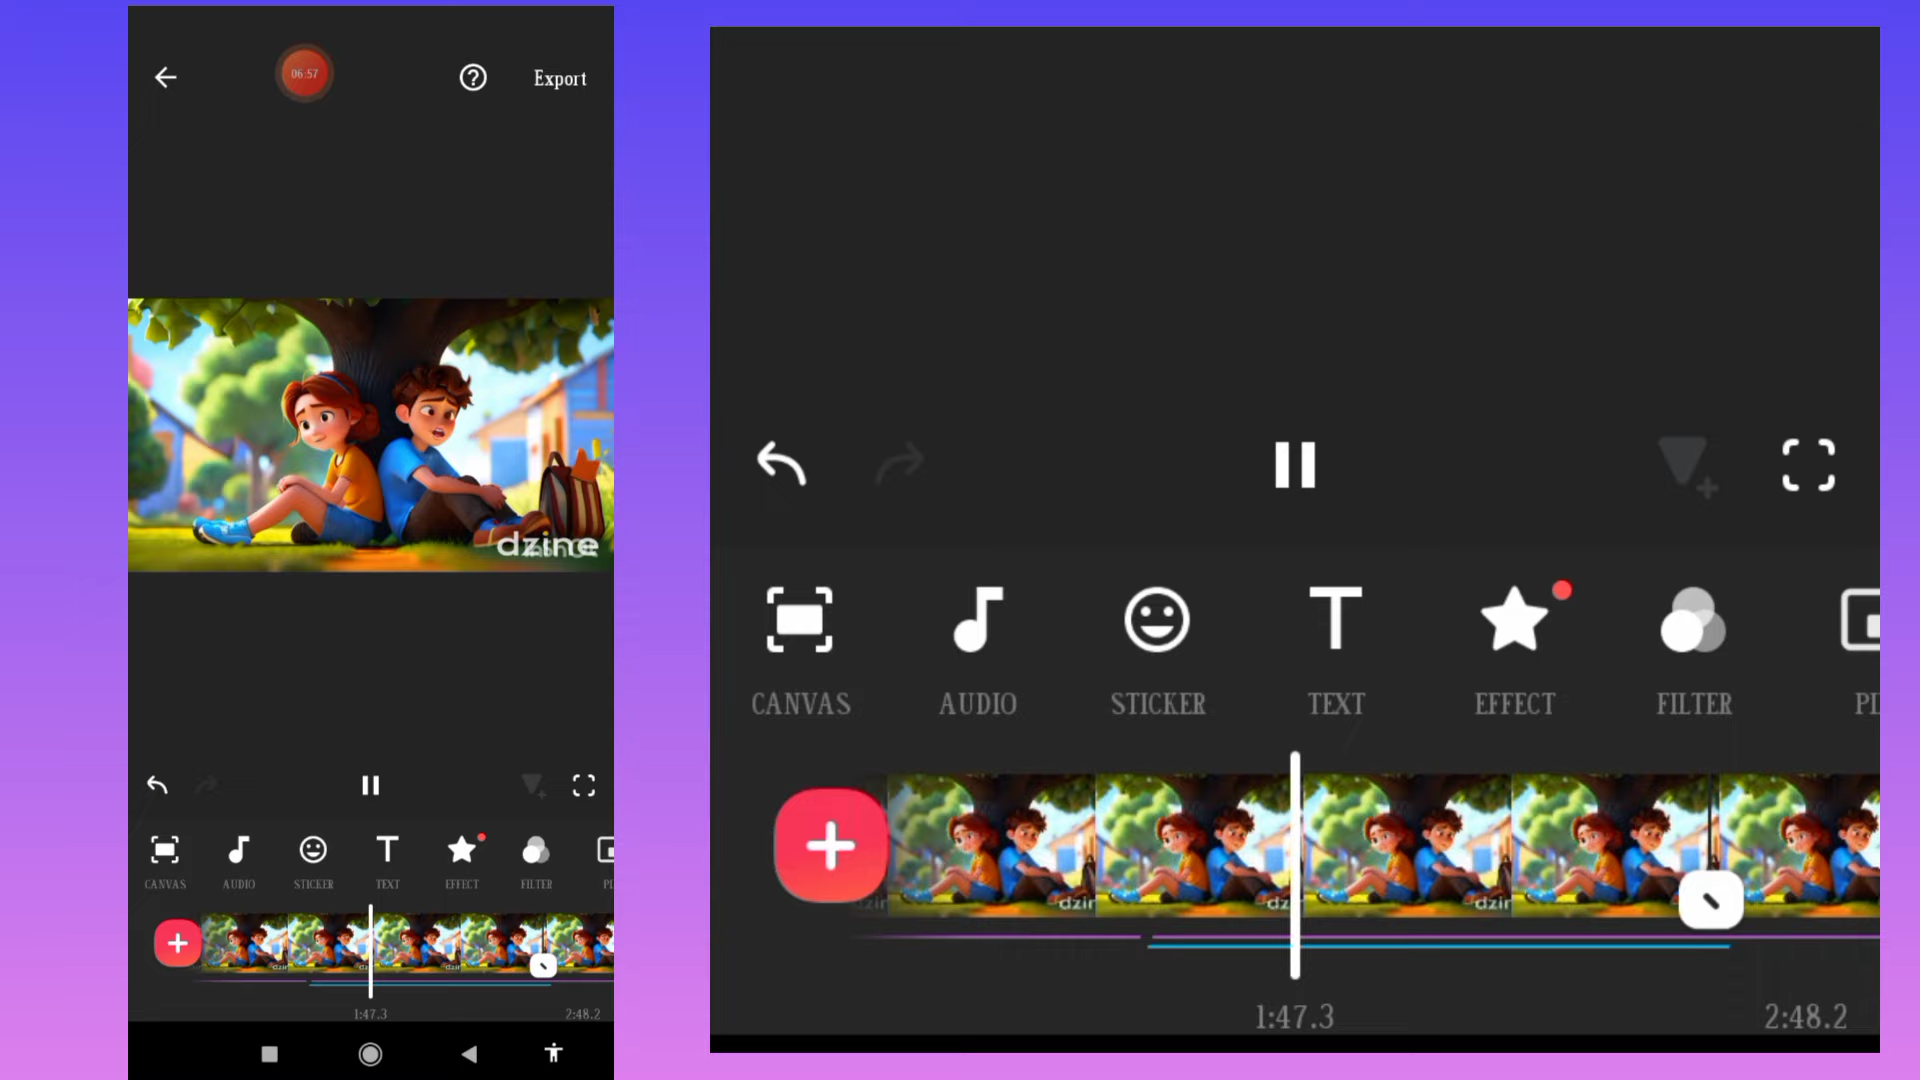 06:57
Export
dzine
CANVAS AUDIO STICKER TEXT EFFECT FILTER
1:47.3 2:48.2
CANVAS AUDIO STICKER TEXT EFFECT FILTER
dzin
1:47.3 2:48.2